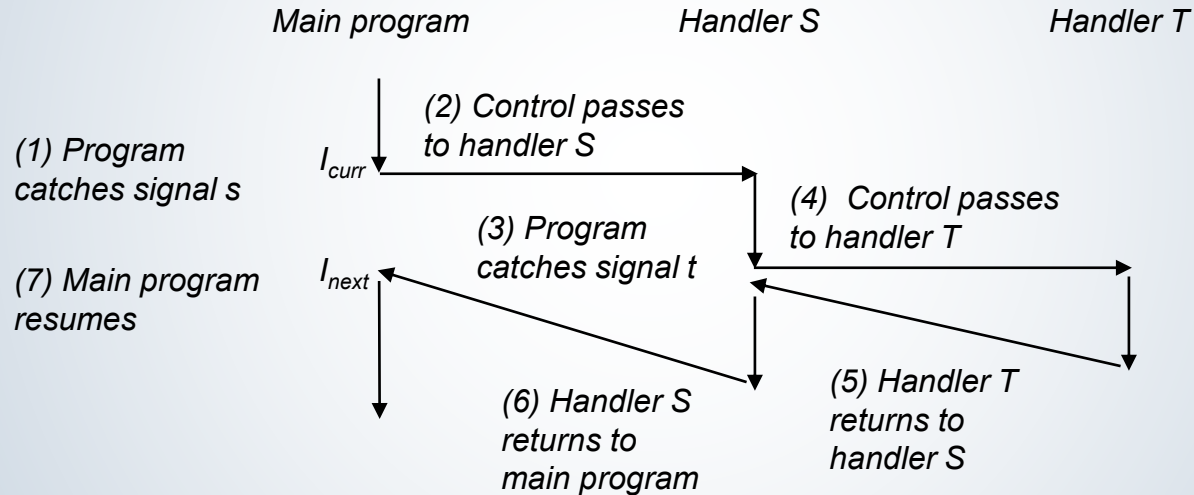 Main program
Handler S
Handler T
(1) Program
catches signal s
I_curr
(2) Control passes
to handler S
(3) Program
catches signal t
(4) Control passes
to handler T
(7) Main program
resumes
I_next
(6) Handler S
returns to
main program
(5) Handler T
returns to
handler S